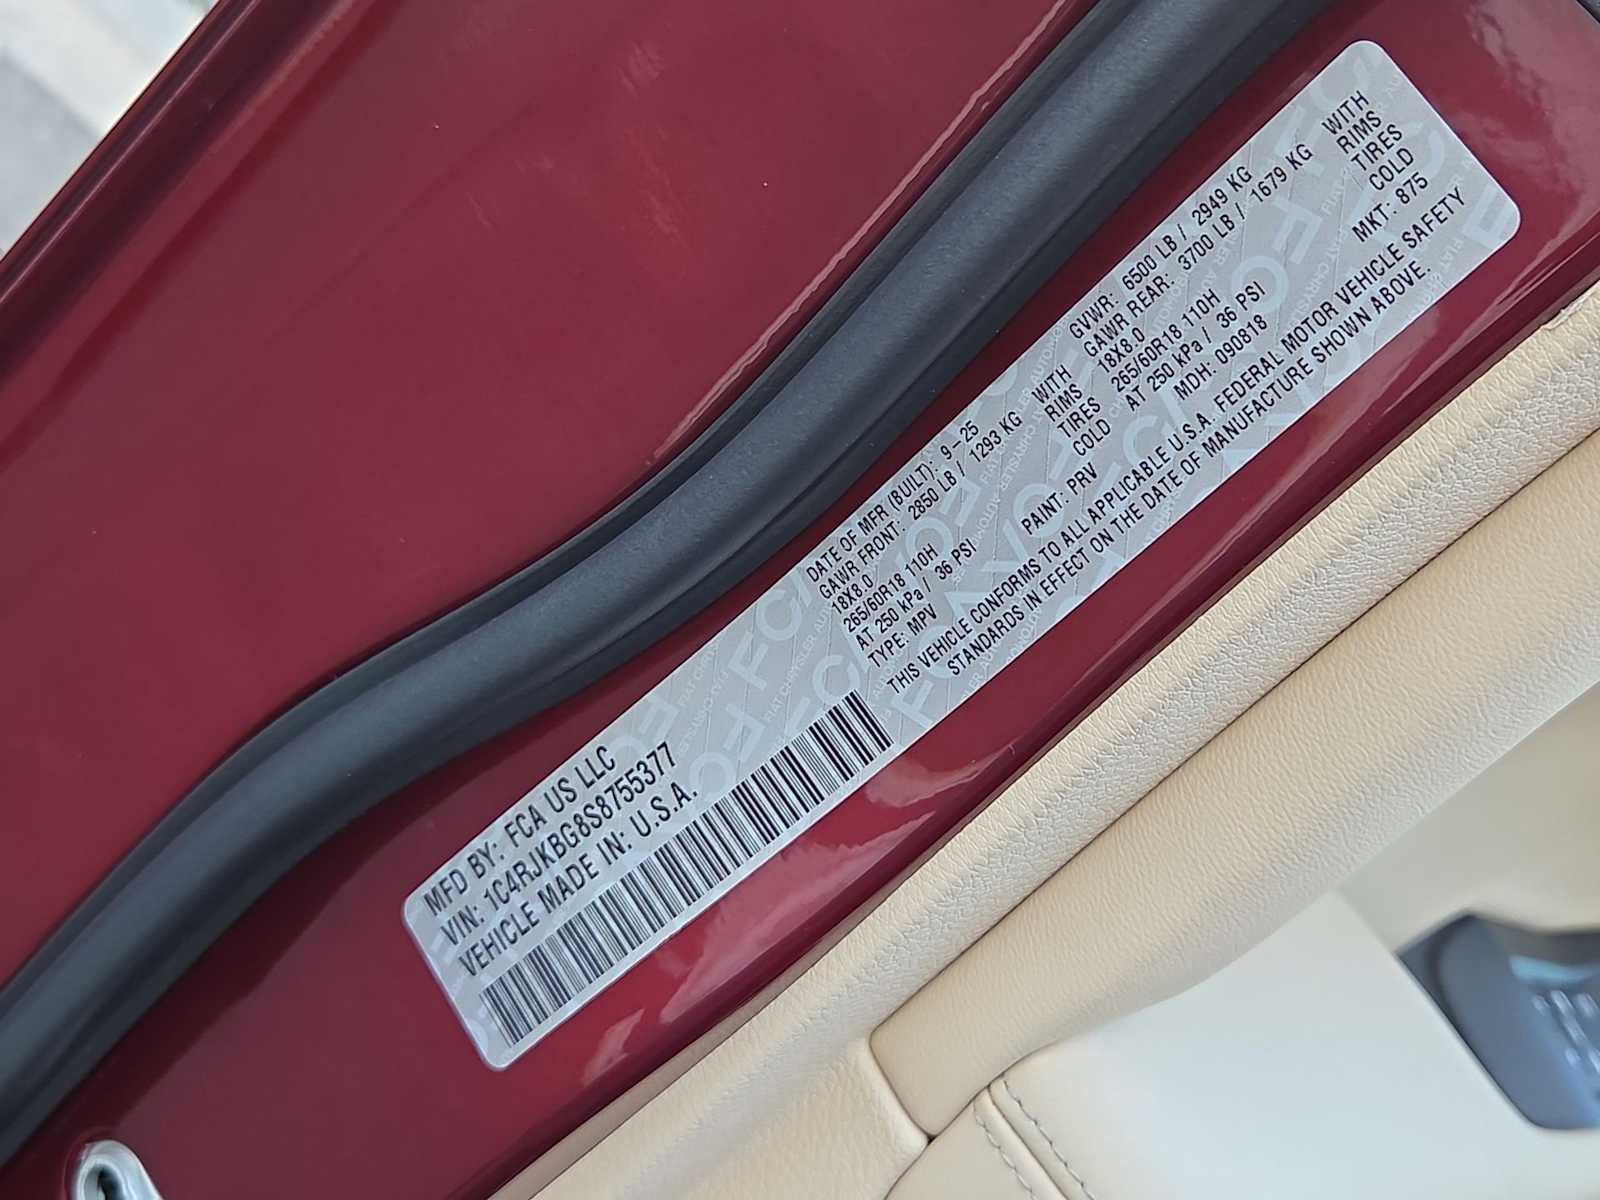 MFD BY: FCA US LLC
VIN: 1C4RJKBG8S8755377
VEHICLE MADE IN: U.S.A.
DATE OF MFR (BUILT): 9-25 GVWR: 6500 LB / 2949 KG
GAWR FRONT: 2850 LB / 1293 KG WITH GAWR REAR: 3700 LB / 1679 KG WITH
18X8.0 RIMS 18X8.0 RIMS
265/60R18 110H TIRES 265/60R18 110H TIRES
AT 250 kPa / 36 PSI COLD AT 250 kPa / 36 PSI COLD
TYPE: MPV PAINT: PRV MDH: 090818 MKT: 875
THIS VEHICLE CONFORMS TO ALL APPLICABLE U.S.A. FEDERAL MOTOR VEHICLE SAFETY
STANDARDS IN EFFECT ON THE DATE OF MANUFACTURE SHOWN ABOVE.